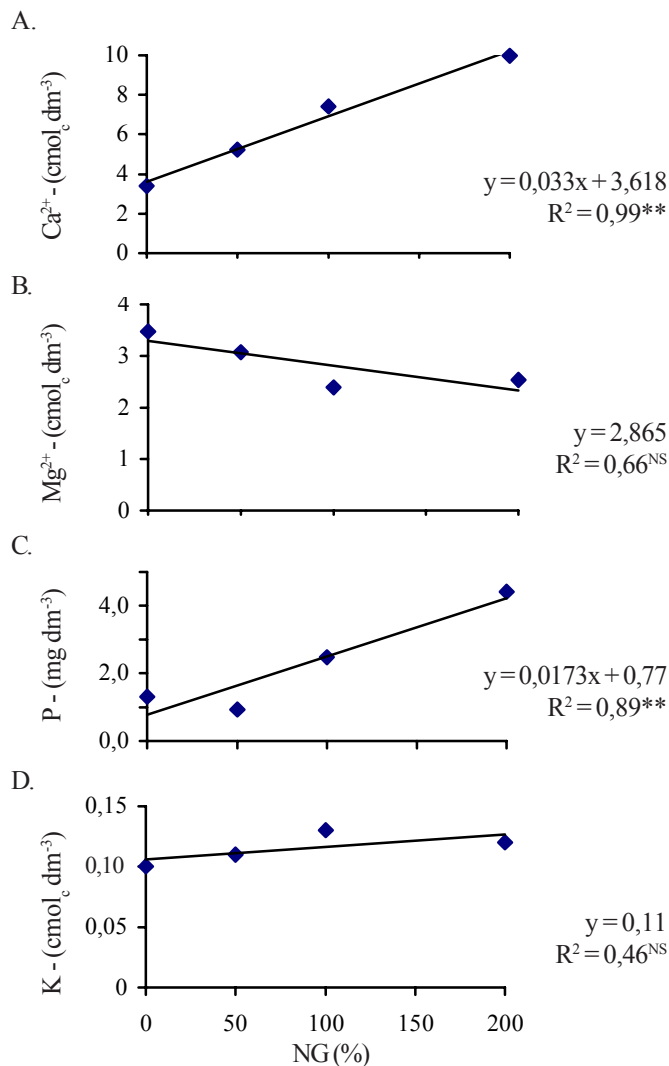 A.
10
8
6
4
2
0
Ca²⁺ - (cmol꜀ dm⁻³)
y = 0,033x + 3,618
R² = 0,99**
B.
4
3
2
1
0
Mg²⁺ - (cmol꜀ dm⁻³)
y = 2,865
R² = 0,66ᴺˢ
C.
4,0
2,0
0,0
P - (mg dm⁻³)
y = 0,0173x + 0,77
R² = 0,89**
D.
0,15
0,10
0,05
0
K - (cmol꜀ dm⁻³)
y = 0,11
R² = 0,46ᴺˢ
0 50 100 150 200
NG (%)